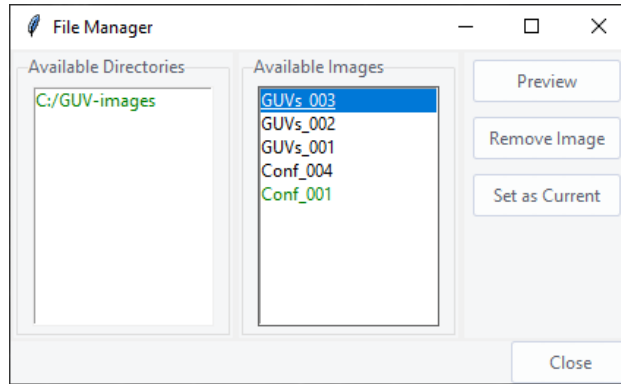 File Manager
Available Directories
C:/GUV-images
Available Images
GUVs_003
GUVs_002
GUVs_001
Conf_004
Conf_001
Preview
Remove Image
Set as Current
Close